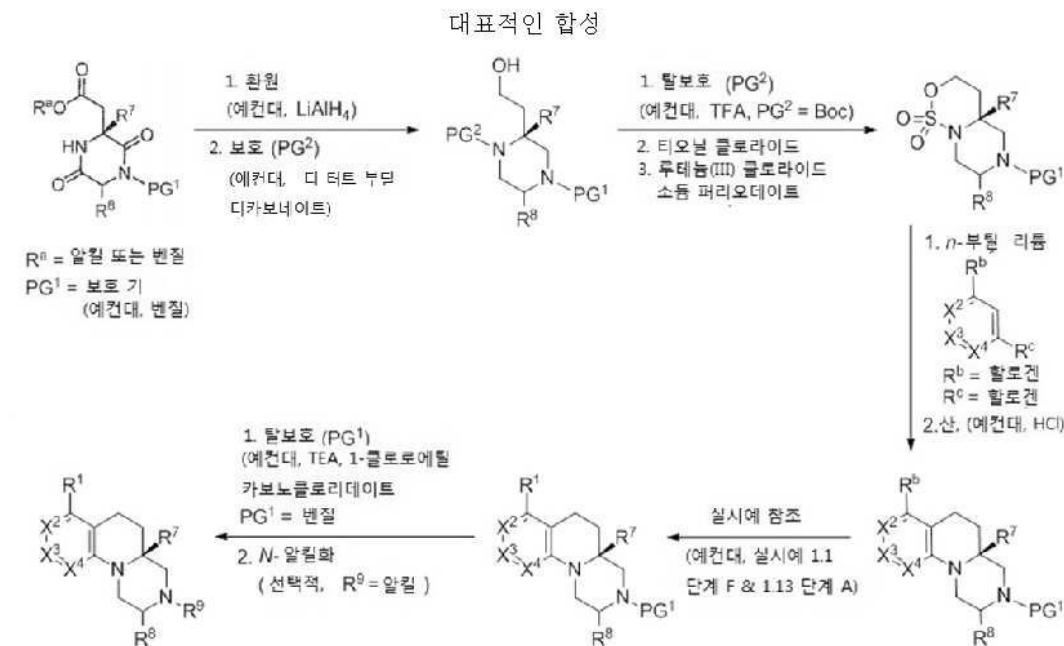 대표적인 합성
O
RªO
R⁷
HN
O
O
N
PG¹
R⁸
Rª = 알킬 또는 벤질
PG¹ = 보호 기
(예컨대, 벤질)
1. 환원
(예컨대, LiAlH₄)
2. 보호 (PG²)
(예컨대, 디 터트 부틸
디카보네이트)
OH
R⁷
PG²
N
N
PG¹
R⁸
1. 탈보호 (PG²)
(예컨대, TFA, PG² = Boc)
2. 티오닐 클로라이드
3. 루테늄(III) 클로라이드
소듐 퍼리오데이트
O
R⁷
O
S
O
N
N
PG¹
R⁸
1. n-부틸 리튬
Rᵇ
X²
X³
X⁴
Rᶜ
Rᵇ = 할로겐
Rᶜ = 할로겐
2.산, (예컨대, HCl)
Rᵇ
X²
X³
X⁴
R⁷
N
N
PG¹
R⁸
실시예 참조
(예컨대, 실시예 1.1
단계 F & 1.13 단계 A)
R¹
X²
X³
X⁴
R⁷
N
N
PG¹
R⁸
1. 탈보호 (PG¹)
(예컨대, TEA, 1-클로로에틸
카보노클로리데이트
PG¹ = 벤질
2. N- 알킬화
( 선택적, R⁹ = 알킬 )
R¹
X²
X³
X⁴
R⁷
N
N
R⁹
R⁸